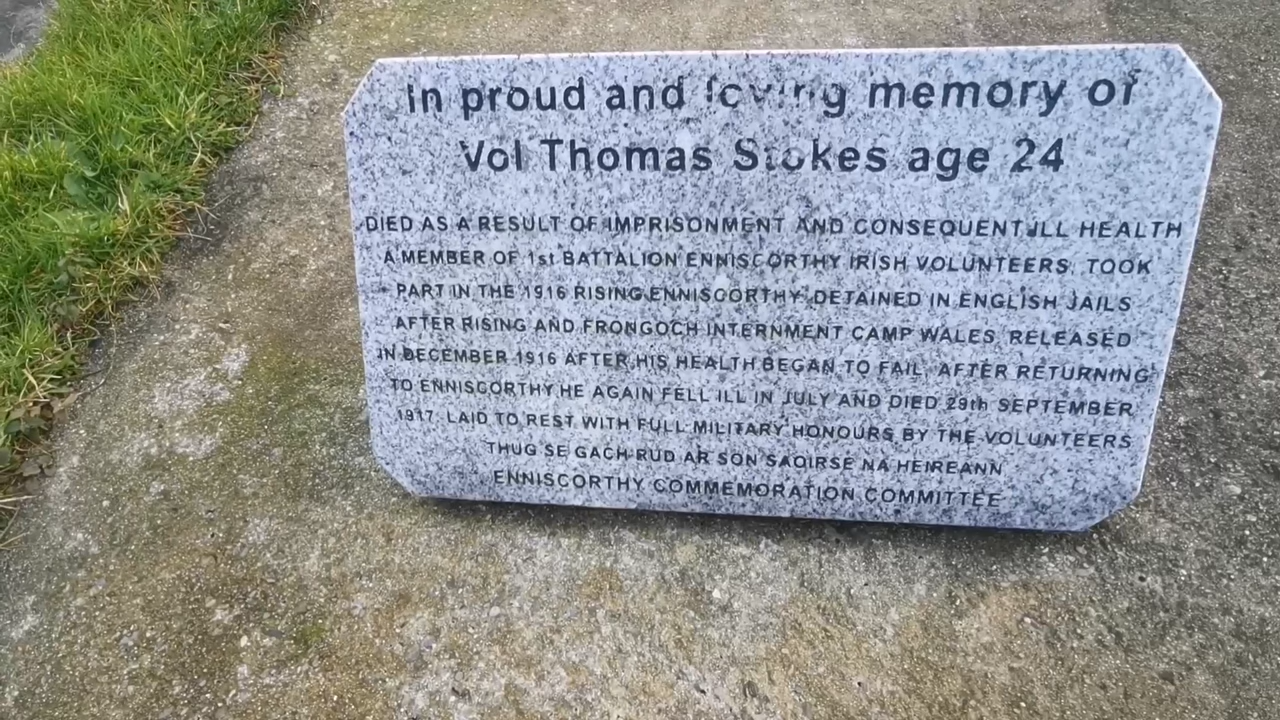 In proud and loving memory of
Vol Thomas Stokes age 24
DIED AS A RESULT OF IMPRISONMENT AND CONSEQUENT ILL HEALTH
A MEMBER OF 1st BATTALION ENNISCORTHY IRISH VOLUNTEERS, TOOK
PART IN THE 1916 RISING ENNISCORTHY, DETAINED IN ENGLISH JAILS
AFTER RISING AND FRONGOCH INTERNMENT CAMP WALES, RELEASED
IN DECEMBER 1916 AFTER HIS HEALTH BEGAN TO FAIL, AFTER RETURNING
TO ENNISCORTHY HE AGAIN FELL ILL IN JULY AND DIED 29th SEPTEMBER
1917, LAID TO REST WITH FULL MILITARY HONOURS BY THE VOLUNTEERS
THUG SE GACH RUD AR SON SAOIRSE NA HEIREANN
ENNISCORTHY COMMEMORATION COMMITTEE